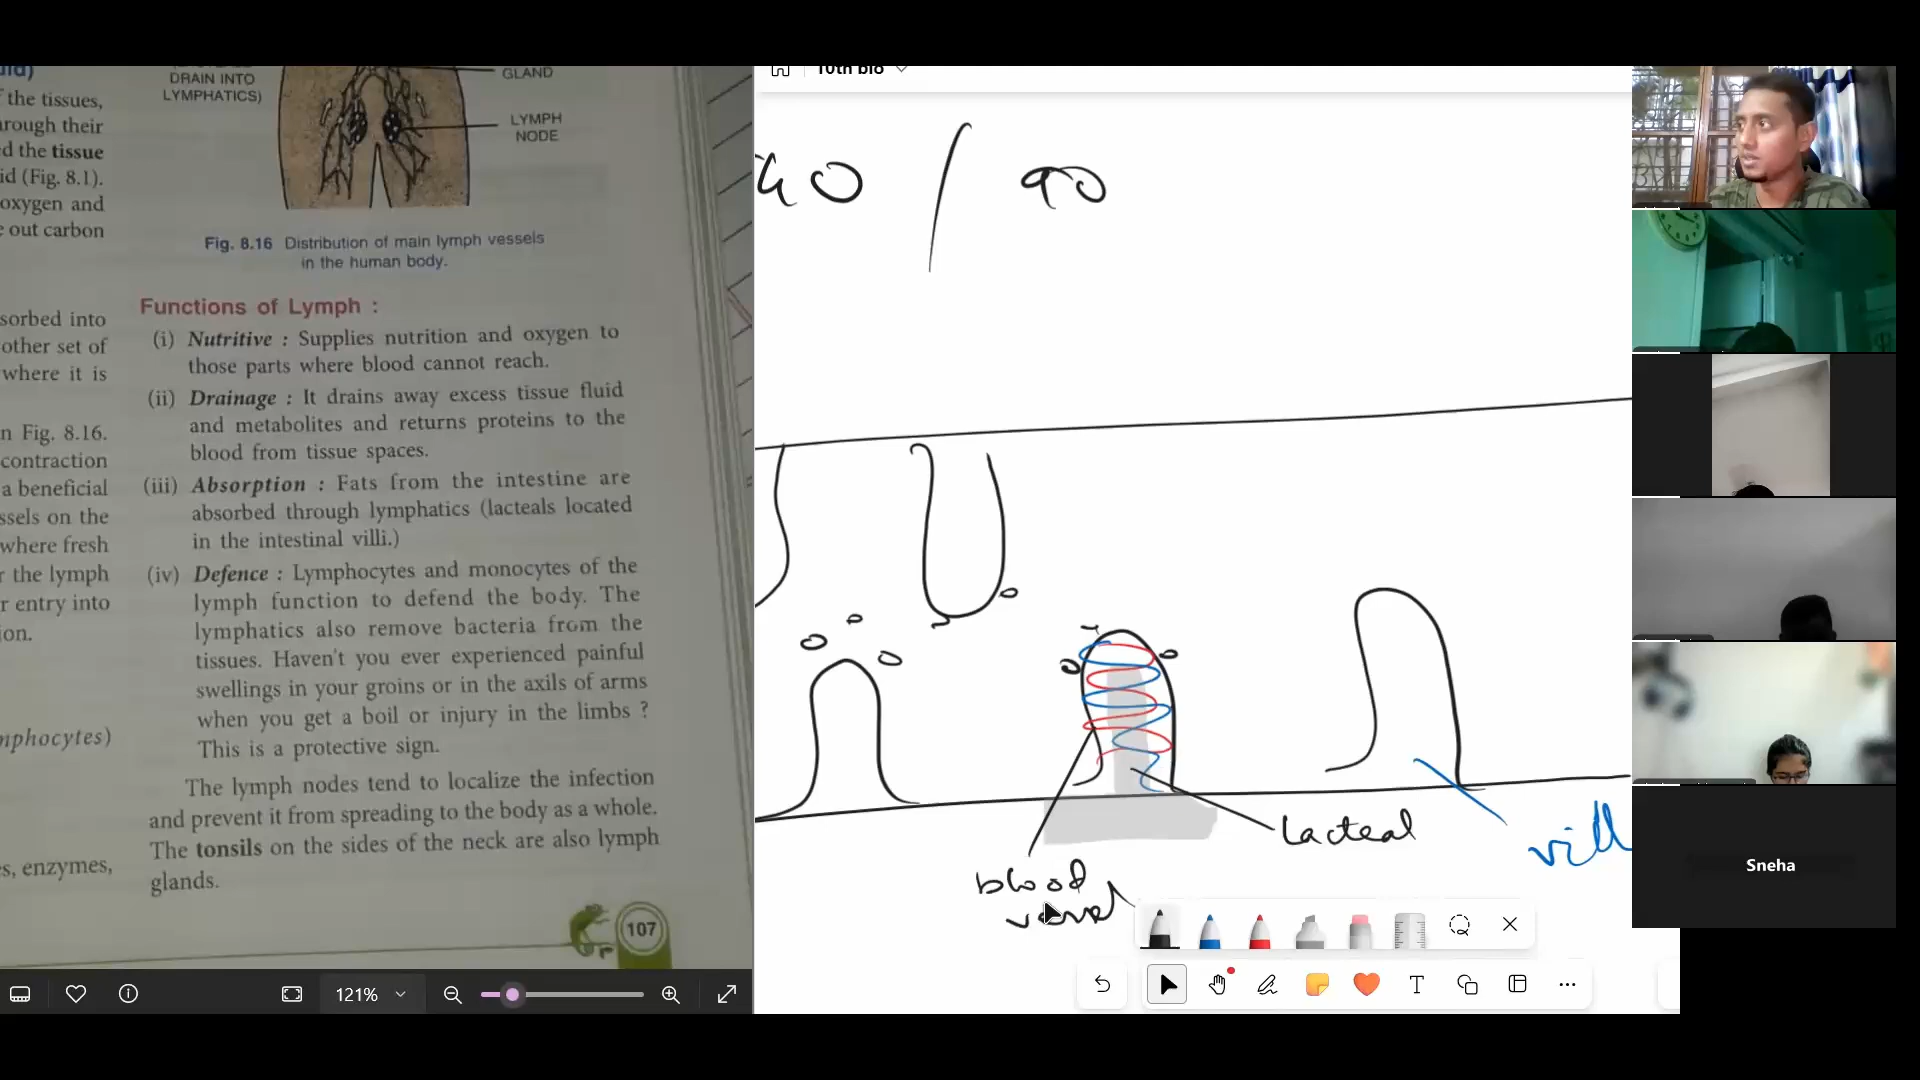 DRAIN INTO
LYMPHATICS)
GLAND
LYMPH
NODE
f the tissues,
hrough their
d the tissue
id (Fig. 8.1).
oxygen and
e out carbon
sorbed into
other set of
where it is
n Fig. 8.16.
contraction
a beneficial
ssels on the
where fresh
r the lymph
r entry into
ion.
mphocytes)
es, enzymes,
Fig. 8.16 Distribution of main lymph vessels
in the human body.
Functions of Lymph :
(i) Nutritive : Supplies nutrition and oxygen to
those parts where blood cannot reach.
(ii) Drainage : It drains away excess tissue fluid
and metabolites and returns proteins to the
blood from tissue spaces.
(iii) Absorption : Fats from the intestine are
absorbed through lymphatics (lacteals located
in the intestinal villi.)
(iv) Defence : Lymphocytes and monocytes of the
lymph function to defend the body. The
lymphatics also remove bacteria from the
tissues. Haven't you ever experienced painful
swellings in your groins or in the axils of arms
when you get a boil or injury in the limbs ?
This is a protective sign.
The lymph nodes tend to localize the infection
and prevent it from spreading to the body as a whole.
The tonsils on the sides of the neck are also lymph
glands.
107
121%
10th bio
40 / 90
Lacteal
vill
blood
vessel
Sneha